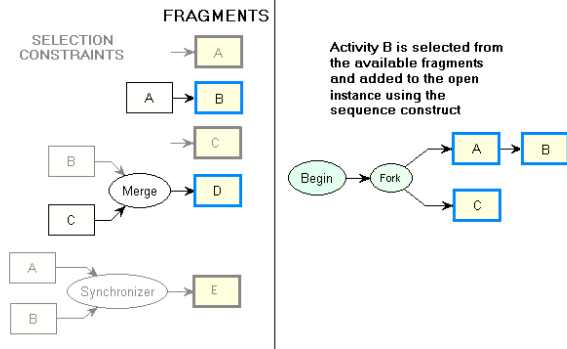 FRAGMENTS
SELECTION
CONSTRAINTS
A
A
B
C
B
Merge
D
C
A
Synchronizer
E
B
Activity B is selected from
the available fragments
and added to the open
instance using the
sequence construct
A
B
Begin
Fork
C